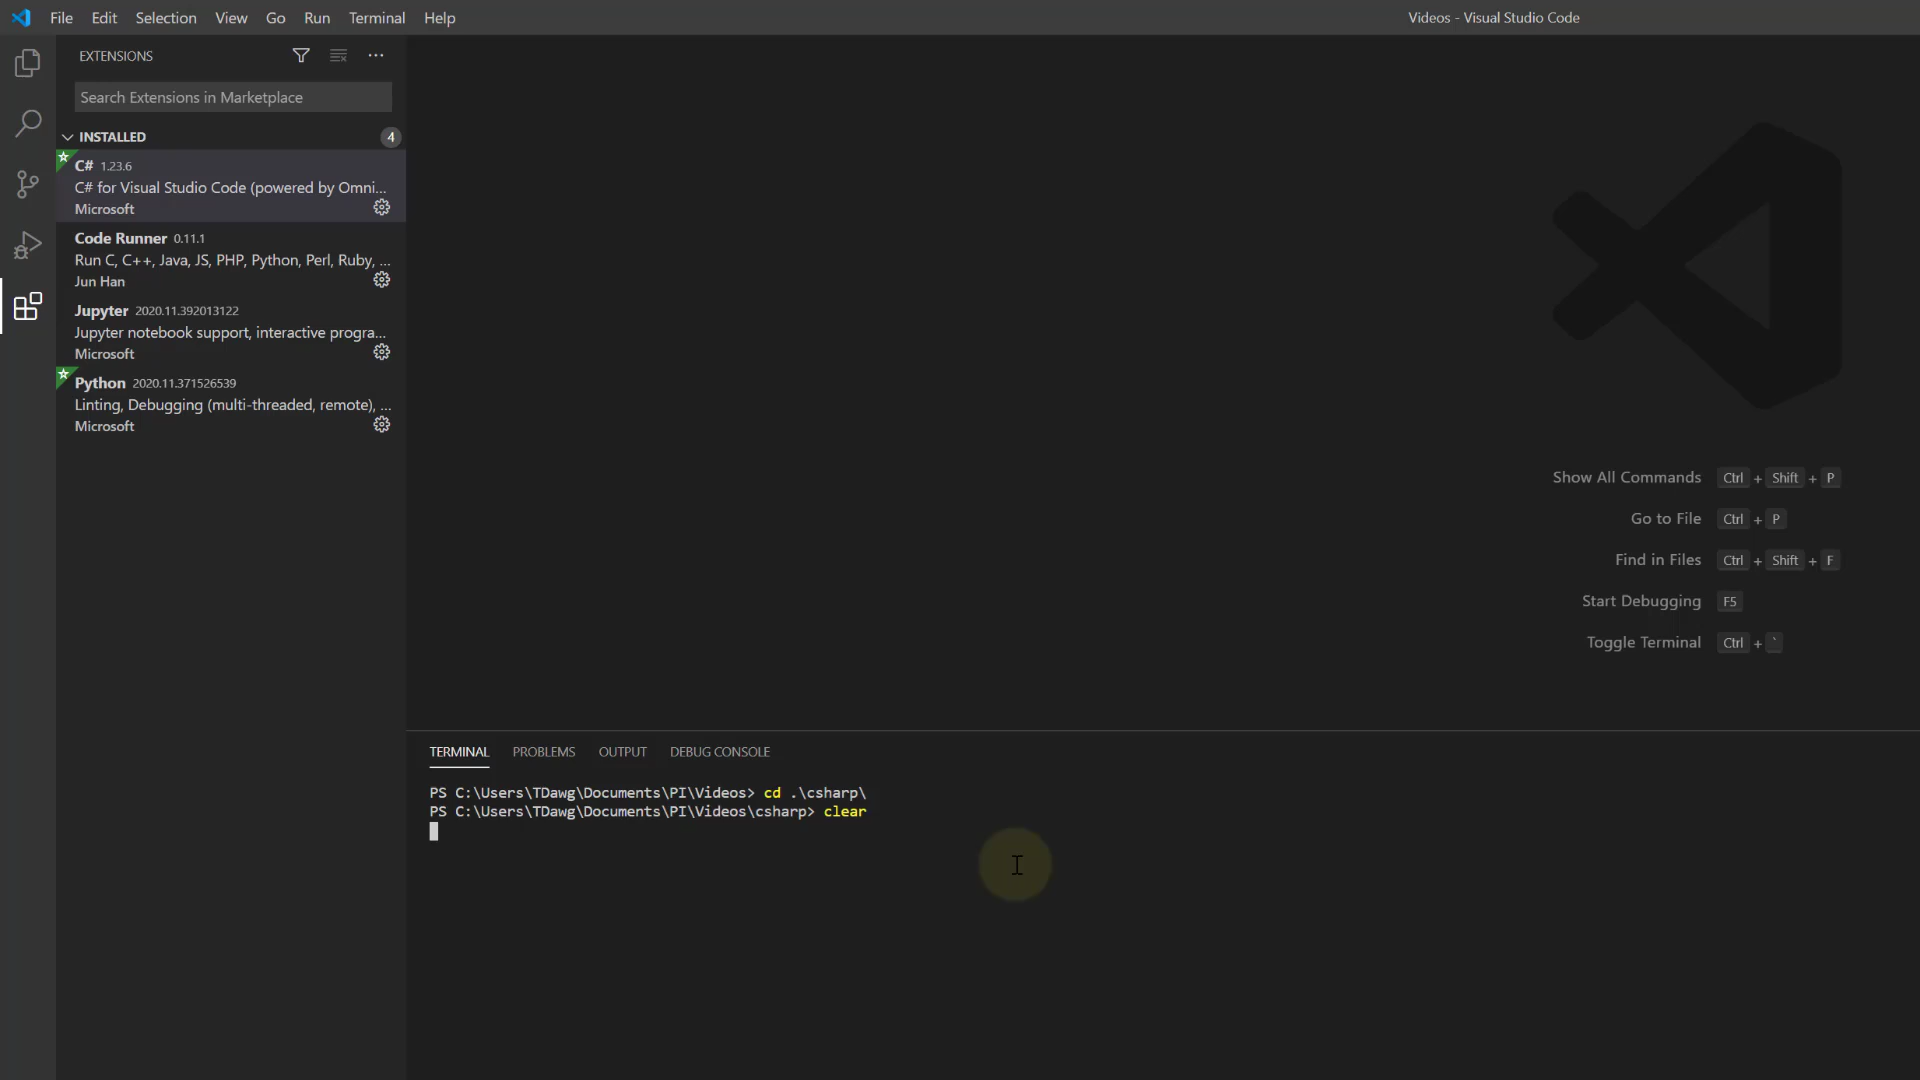 File Edit Selection View Go Run Terminal Help
Videos - Visual Studio Code
EXTENSIONS
Search Extensions in Marketplace
INSTALLED 4
C# 1.23.6
C# for Visual Studio Code (powered by Omni...
Microsoft
Code Runner 0.11.1
Run C, C++, Java, JS, PHP, Python, Perl, Ruby, ...
Jun Han
Jupyter 2020.11.392013122
Jupyter notebook support, interactive progra...
Microsoft
Python 2020.11.371526539
Linting, Debugging (multi-threaded, remote), ...
Microsoft
Show All Commands Ctrl + Shift + P
Go to File Ctrl + P
Find in Files Ctrl + Shift + F
Start Debugging F5
Toggle Terminal Ctrl + `
TERMINAL PROBLEMS OUTPUT DEBUG CONSOLE
PS C:\Users\TDawg\Documents\PI\Videos> cd .\csharp\
PS C:\Users\TDawg\Documents\PI\Videos\csharp> clear